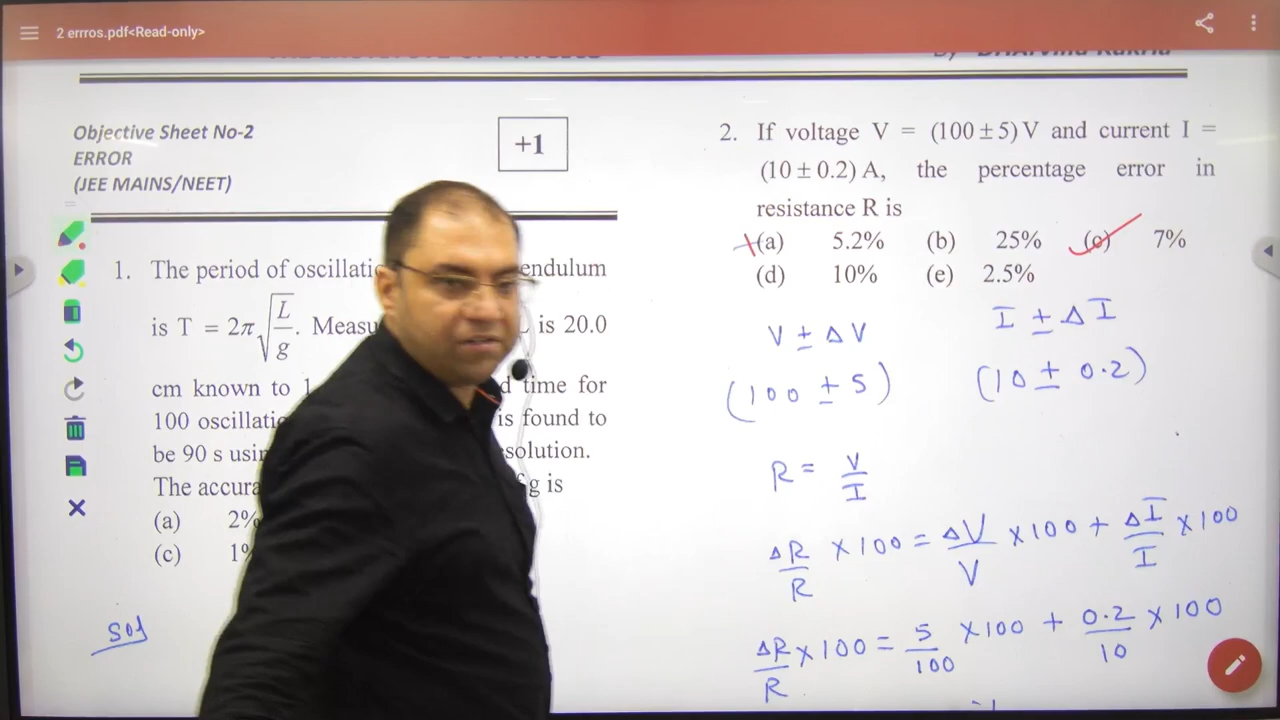 2 errros.pdf<Read-only>
Objective Sheet No-2
ERROR
(JEE MAINS/NEET)
+1
1. The period of oscillati endulum
is T = 2π√(L/g). Measu L is 20.0
cm known to 1 d time for
100 oscillati is found to
be 90 s usin solution.
The accura f g is
(a) 2%
(c) 1%
Sol
2. If voltage V = (100 ± 5) V and current I =
(10 ± 0.2) A, the percentage error in
resistance R is
(a) 5.2% (b) 25% (c) 7%
(d) 10% (e) 2.5%
V ± ΔV I ± ΔI
(100 ± 5) (10 ± 0.2)
R = V/I
ΔR/R × 100 = ΔV/V × 100 + ΔI/I × 100
ΔR/R × 100 = 5/100 × 100 + 0.2/10 × 100